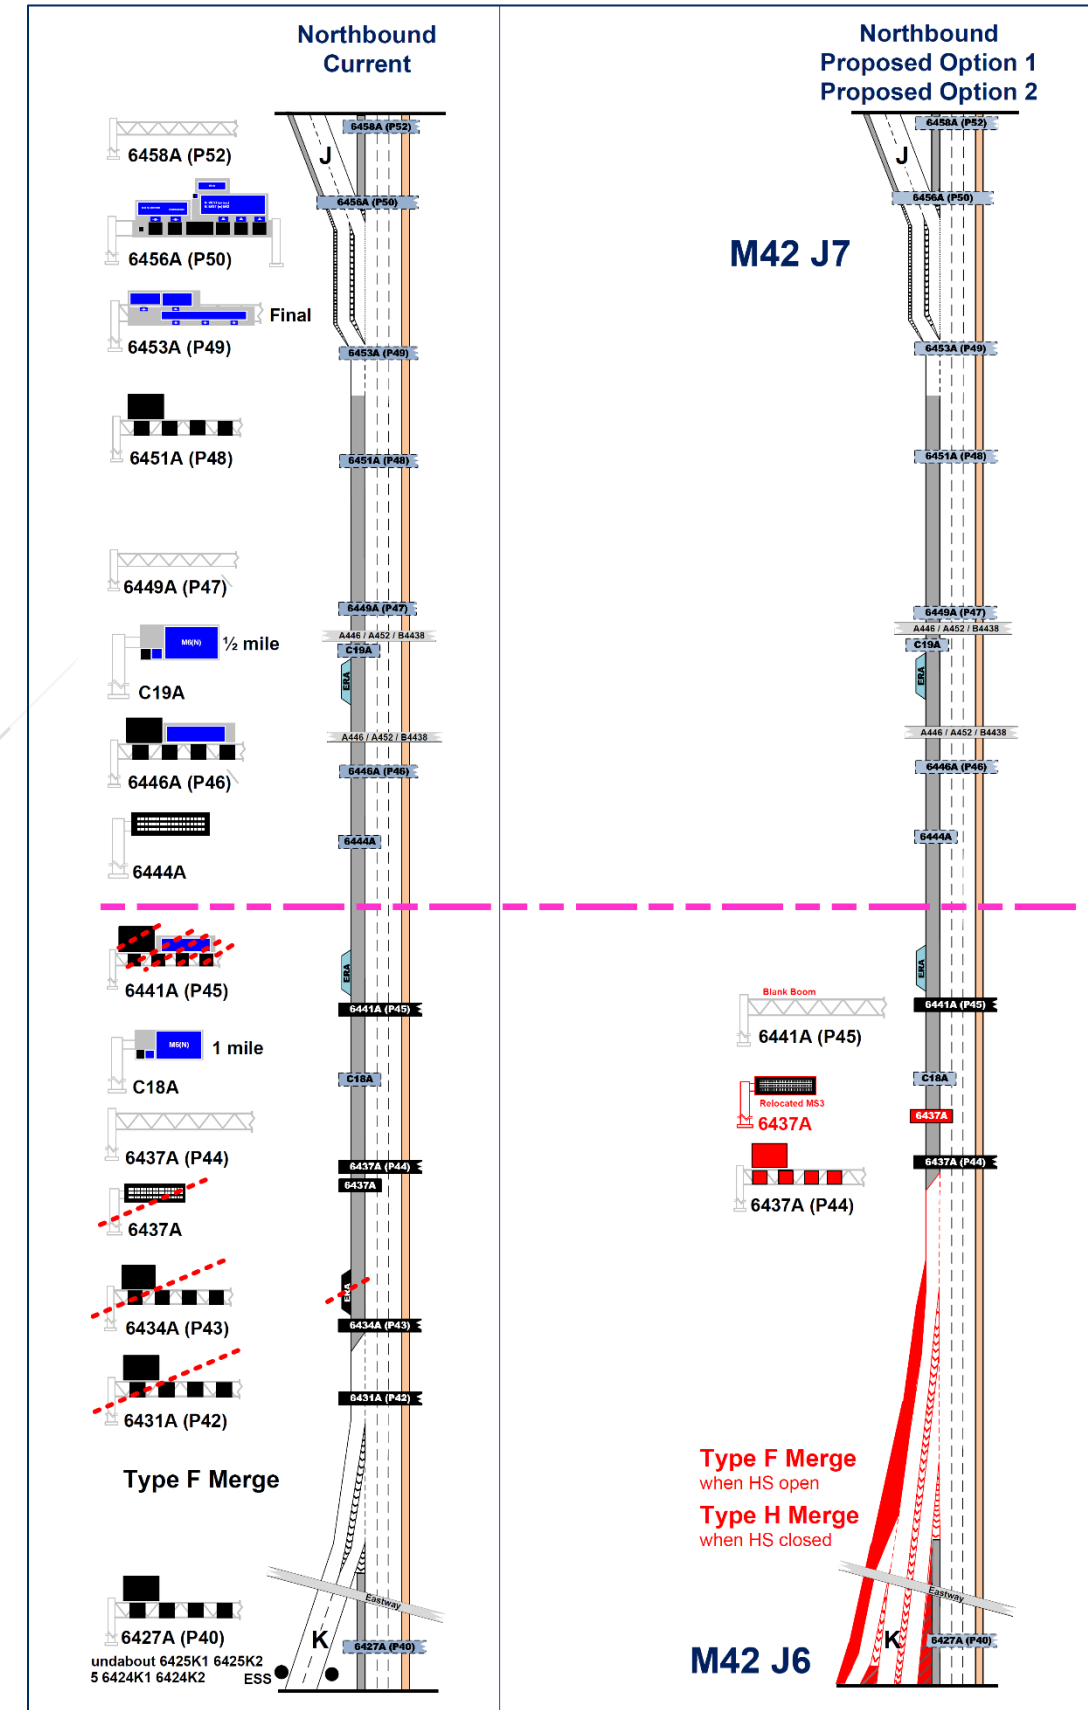 Northbound
Current
6458A (P52)
6458A (P52)
J
6456A (P50)
6456A (P50)
6453A (P49)
Final
6453A (P49)
6451A (P48)
6451A (P48)
6449A (P47)
6449A (P47)
A446 / A452 / B4438
M6(N)
½ mile
C19A
C19A
ERA
A446 / A452 / B4438
6446A (P46)
6446A (P46)
6444A
6444A
6441A (P45)
ERA
6441A (P45)
M6(N)
1 mile
C18A
C18A
6437A (P44)
6437A (P44)
6437A
6437A
ERA
6434A (P43)
6434A (P43)
6431A (P42)
6431A (P42)
Type F Merge
Eastway
6427A (P40)
K
6427A (P40)
undabout 6425K1 6425K2
5 6424K1 6424K2
ESS
Northbound
Proposed Option 1
Proposed Option 2
6458A (P52)
J
6456A (P50)
M42 J7
6453A (P49)
6451A (P48)
6449A (P47)
A446 / A452 / B4438
C19A
ERA
A446 / A452 / B4438
6446A (P46)
6444A
ERA
Blank Boom
6441A (P45)
6441A (P45)
C18A
Relocated MS3
6437A
6437A
6437A (P44)
6437A (P44)
Type F Merge
when HS open
Type H Merge
when HS closed
Eastway
K
6427A (P40)
M42 J6